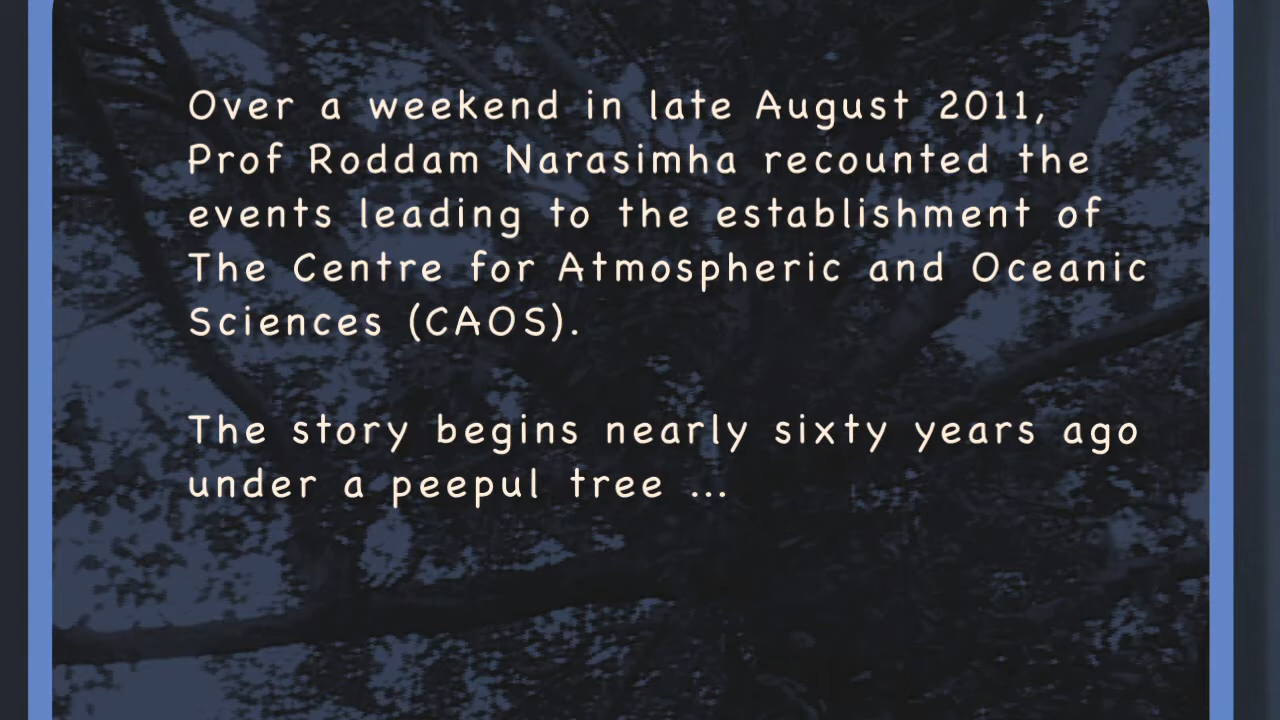 Over a weekend in late August 2011,
Prof Roddam Narasimha recounted the
events leading to the establishment of
The Centre for Atmospheric and Oceanic
Sciences (CAOS).
The story begins nearly sixty years ago
under a peepul tree ...